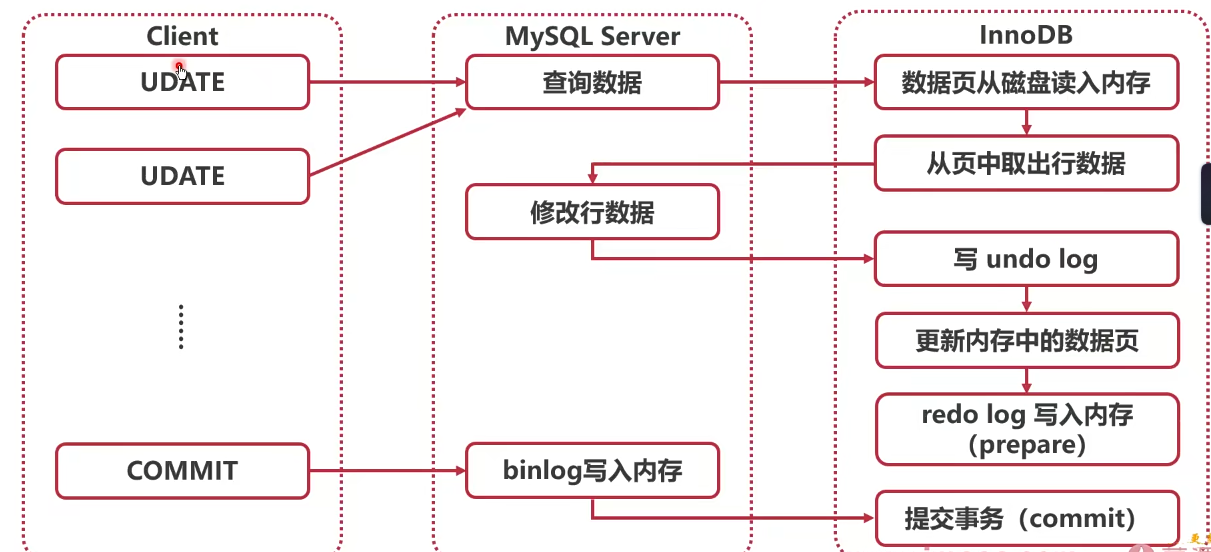 Client
MySQL Server
InnoDB
UDATE
查询数据
数据页从磁盘读入内存
UDATE
从页中取出行数据
修改行数据
写 undo log
更新内存中的数据页
redo log 写入内存
（prepare）
COMMIT
binlog写入内存
提交事务（commit）